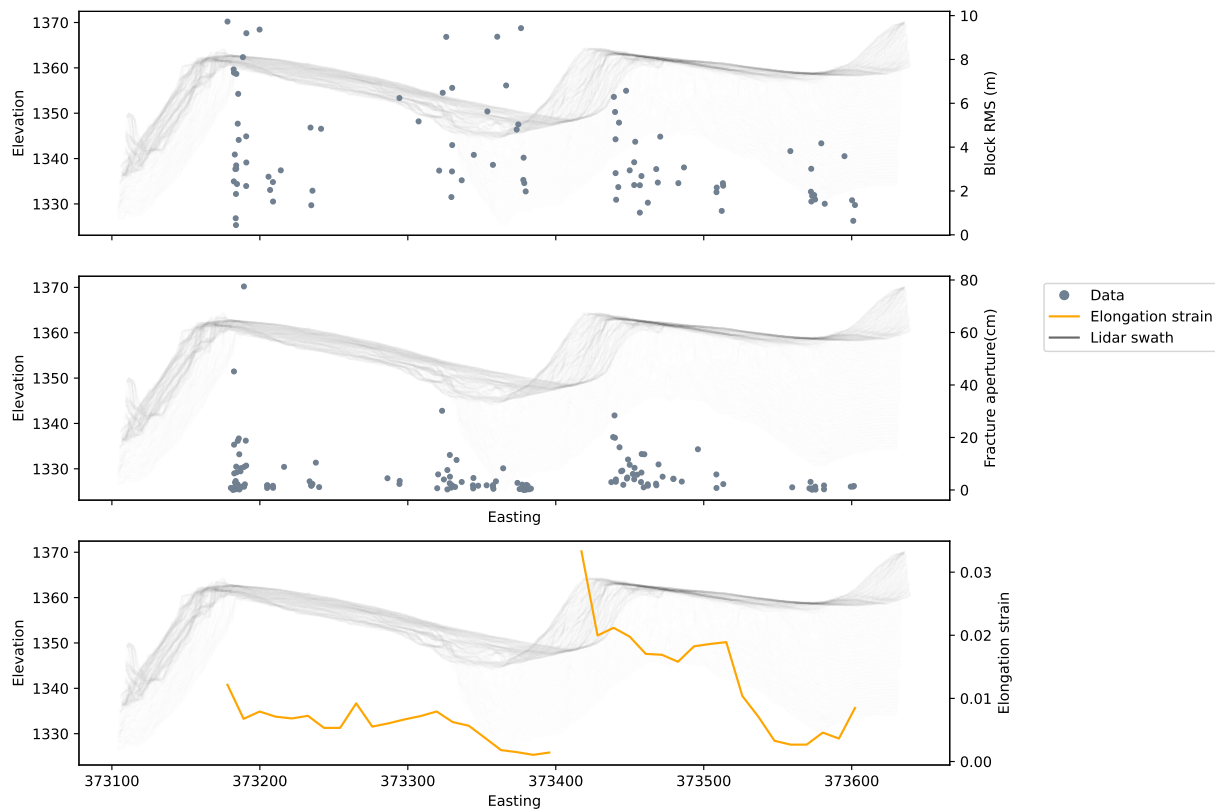 1370
1360
1350
1340
1330
Elevation
10
8
6
4
2
0
Block RMS (m)
1370
1360
1350
1340
1330
Elevation
80
60
40
20
0
Fracture aperture(cm)
Easting
Data
Elongation strain
Lidar swath
1370
1360
1350
1340
1330
Elevation
0.03
0.02
0.01
0.00
Elongation strain
373100 373200 373300 373400 373500 373600
Easting